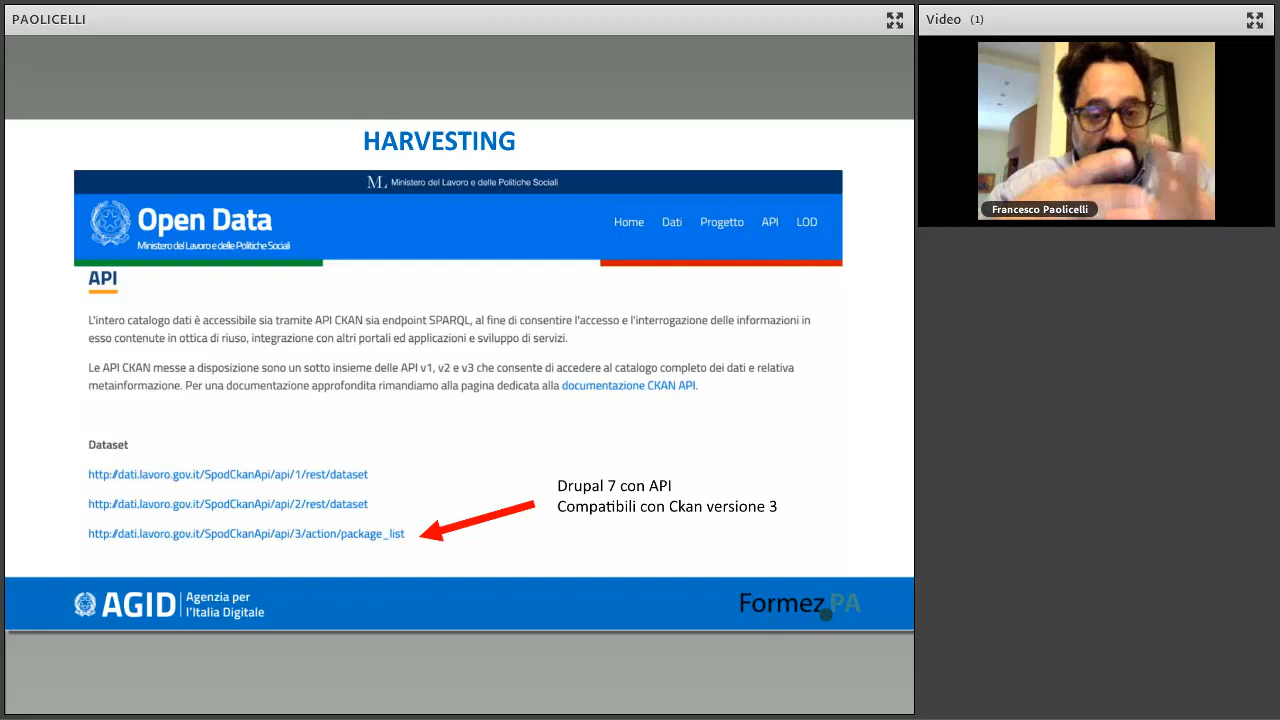 PAOLICELLI
Video (1)
Francesco Paolicelli
HARVESTING
ML Ministero del Lavoro e delle Politiche Sociali
Open Data
Ministero del Lavoro e delle Politiche Sociali
Home Dati Progetto API LOD
API
L'intero catalogo dati è accessibile sia tramite API CKAN sia endpoint SPARQL, al fine di consentire l'accesso e l'interrogazione delle informazioni in
esso contenute in ottica di riuso, integrazione con altri portali ed applicazioni e sviluppo di servizi.
Le API CKAN messe a disposizione sono un sotto insieme delle API v1, v2 e v3 che consente di accedere al catalogo completo dei dati e relativa
metainformazione. Per una documentazione approfondita rimandiamo alla pagina dedicata alla documentazione CKAN API.
Dataset
http://dati.lavoro.gov.it/SpodCkanApi/api/1/rest/dataset
http://dati.lavoro.gov.it/SpodCkanApi/api/2/rest/dataset
http://dati.lavoro.gov.it/SpodCkanApi/api/3/action/package_list
Drupal 7 con API
Compatibili con Ckan versione 3
AGID Agenzia per
l'Italia Digitale
Formez PA